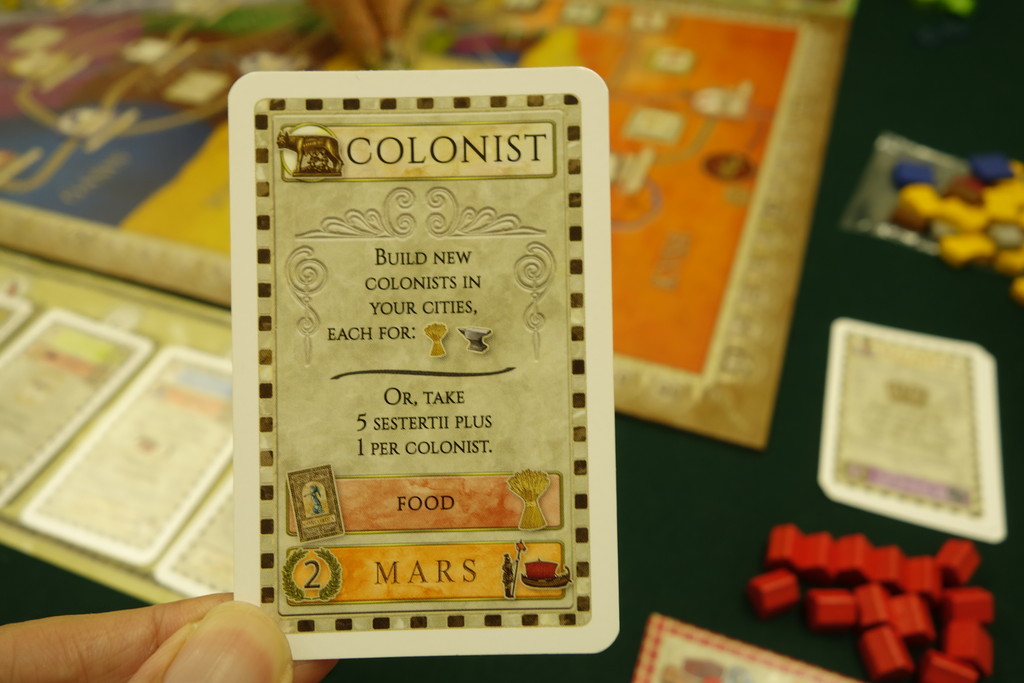 COLONIST
BUILD NEW
COLONISTS IN
YOUR CITIES,
EACH FOR:
OR, TAKE
5 SESTERTII PLUS
1 PER COLONIST.
FOOD
2 MARS